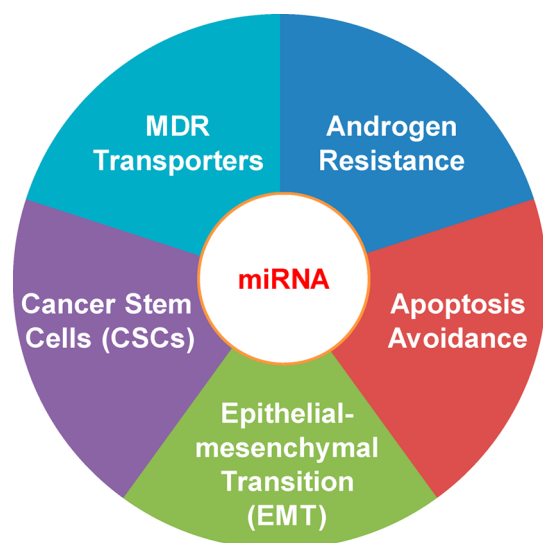 MDR
Transporters
Androgen
Resistance
miRNA
Cancer Stem
Cells (CSCs)
Apoptosis
Avoidance
Epithelial-
mesenchymal
Transition
(EMT)